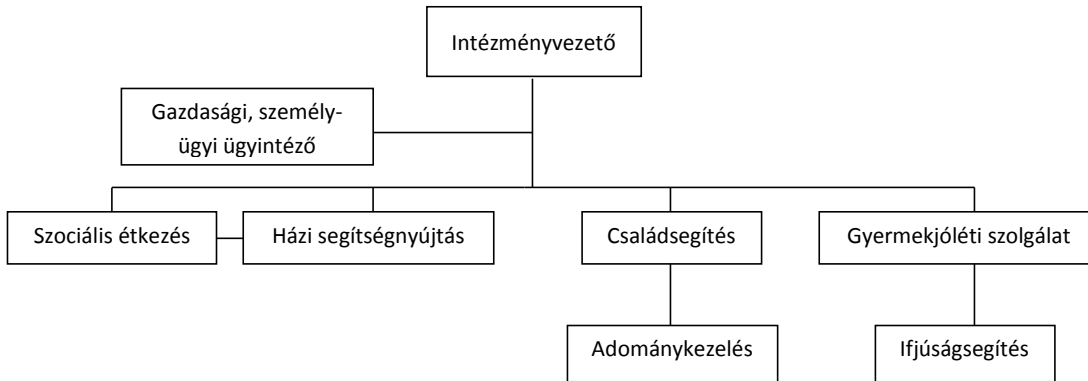 Intézményvezető
Gazdasági, személy-
ügyi ügyintéző
Szociális étkezés
Házi segítségnyújtás
Családsegítés
Gyermekjóléti szolgálat
Adománykezelés
Ifjúságsegítés